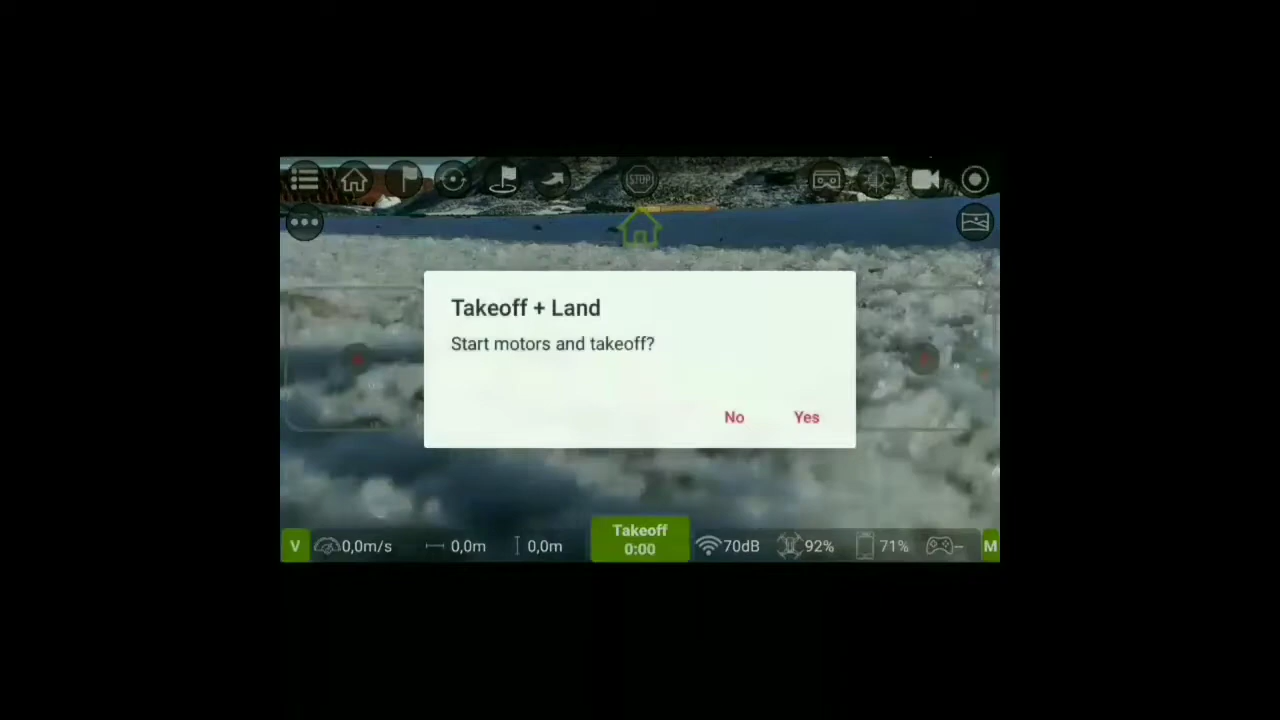 STOP
Takeoff + Land
Start motors and takeoff?
No Yes
V 0,0m/s 0,0m 0,0m Takeoff 0:00 70dB 92% 71% -- M